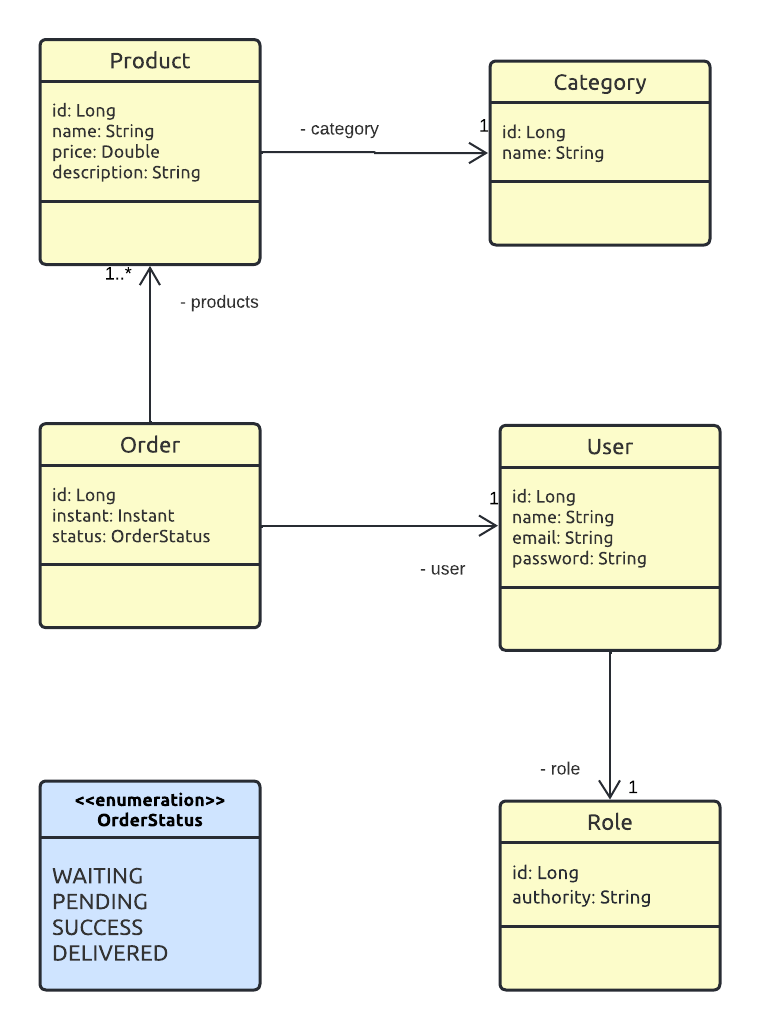 Product
id: Long
name: String
price: Double
description: String
- category
1
Category
id: Long
name: String
1..*
- products
Order
id: Long
instant: Instant
status: OrderStatus
1
- user
User
id: Long
name: String
email: String
password: String
- role
1
<<enumeration>>
OrderStatus
WAITING
PENDING
SUCCESS
DELIVERED
Role
id: Long
authority: String